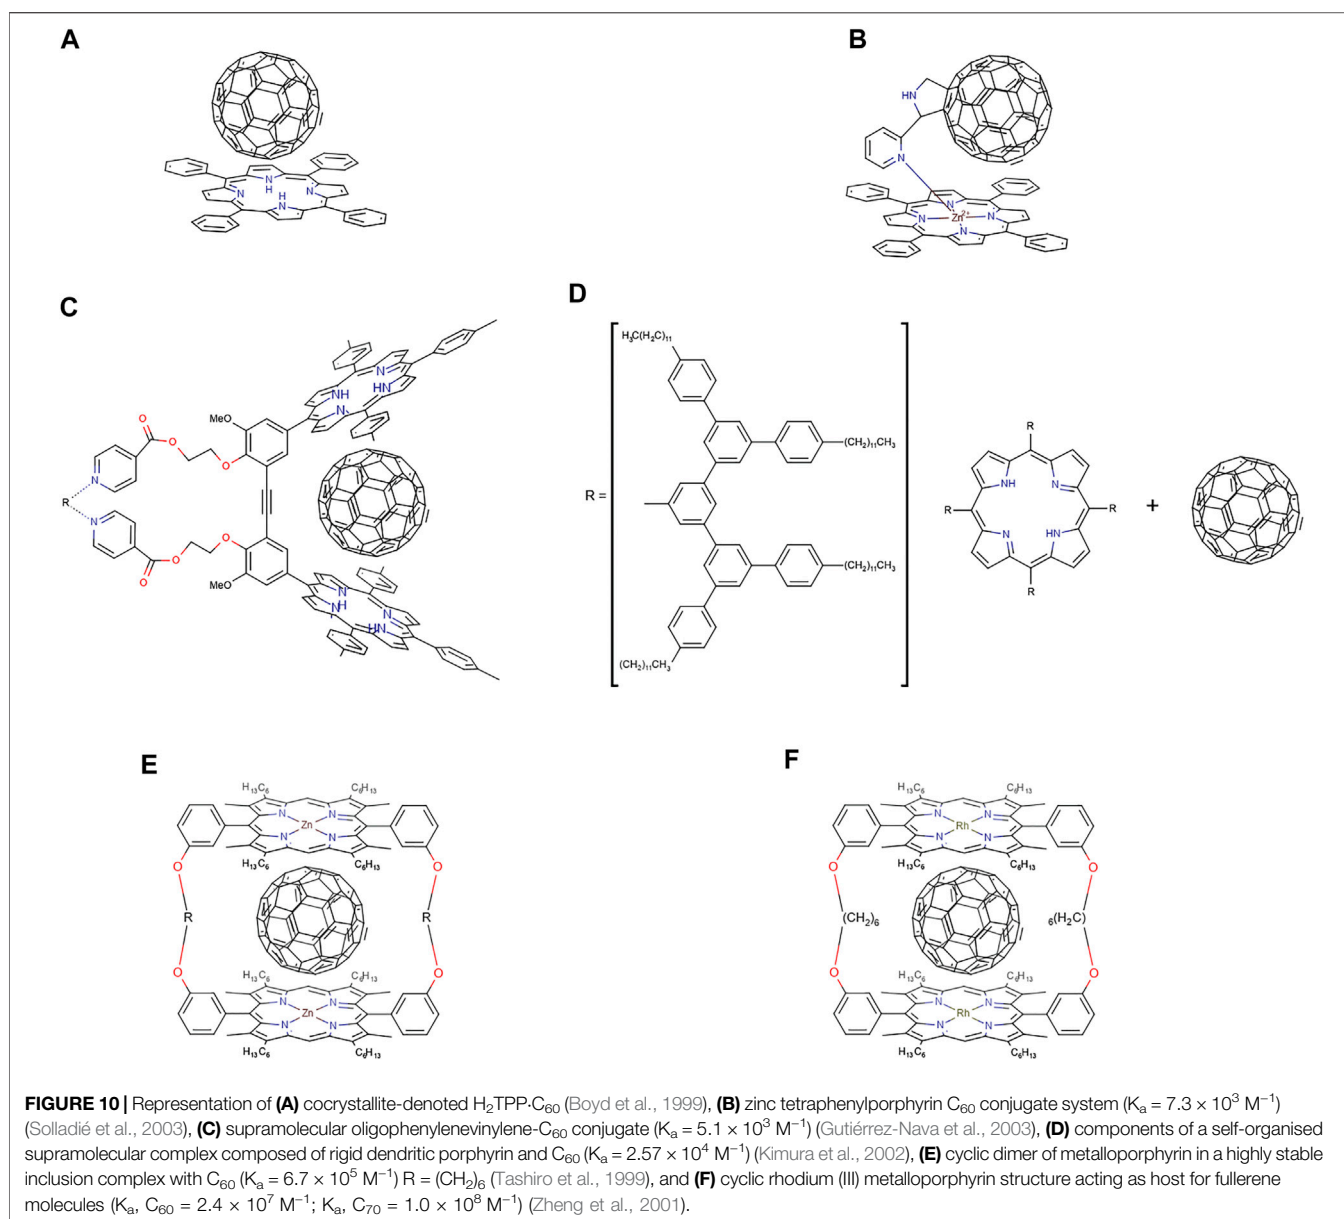 A
B
HN
N
N
H
N
N
H
N
N
N
Zn2+
N
N
C
D
H3C(H2C)11
N
NH
HN
N
MeO
O
O
O
N
R
N
O
O
O
MeO
N
NH
N
HN
(CH2)11CH3
R =
(CH2)11CH3
(CH2)11CH3
R
NH
N
R
R
N
HN
R
+
E
F
H13C6
C6H13
N
N
Zn
N
N
H13C6
C6H13
O
O
R
R
O
O
H13C6
C6H13
N
N
Zn
N
N
H13C6
C6H13
H13C6
C6H13
N
N
Rh
N
N
H13C6
C6H13
O
O
(CH2)6
6(H2C)
O
O
H13C6
C6H13
N
N
Rh
N
N
H13C6
C6H13
FIGURE 10 | Representation of (A) cocrystallite-denoted H2TPP·C60 (Boyd et al., 1999), (B) zinc tetraphenylporphyrin C60 conjugate system (Ka = 7.3 × 10³ M⁻¹)
(Solladié et al., 2003), (C) supramolecular oligophenylenevinylene-C60 conjugate (Ka = 5.1 × 10³ M⁻¹) (Gutiérrez-Nava et al., 2003), (D) components of a self-organised
supramolecular complex composed of rigid dendritic porphyrin and C60 (Ka = 2.57 × 10⁴ M⁻¹) (Kimura et al., 2002), (E) cyclic dimer of metalloporphyrin in a highly stable
inclusion complex with C60 (Ka = 6.7 × 10⁵ M⁻¹) R = (CH2)6 (Tashiro et al., 1999), and (F) cyclic rhodium (III) metalloporphyrin structure acting as host for fullerene
molecules (Ka, C60 = 2.4 × 10⁷ M⁻¹; Ka, C70 = 1.0 × 10⁸ M⁻¹) (Zheng et al., 2001).